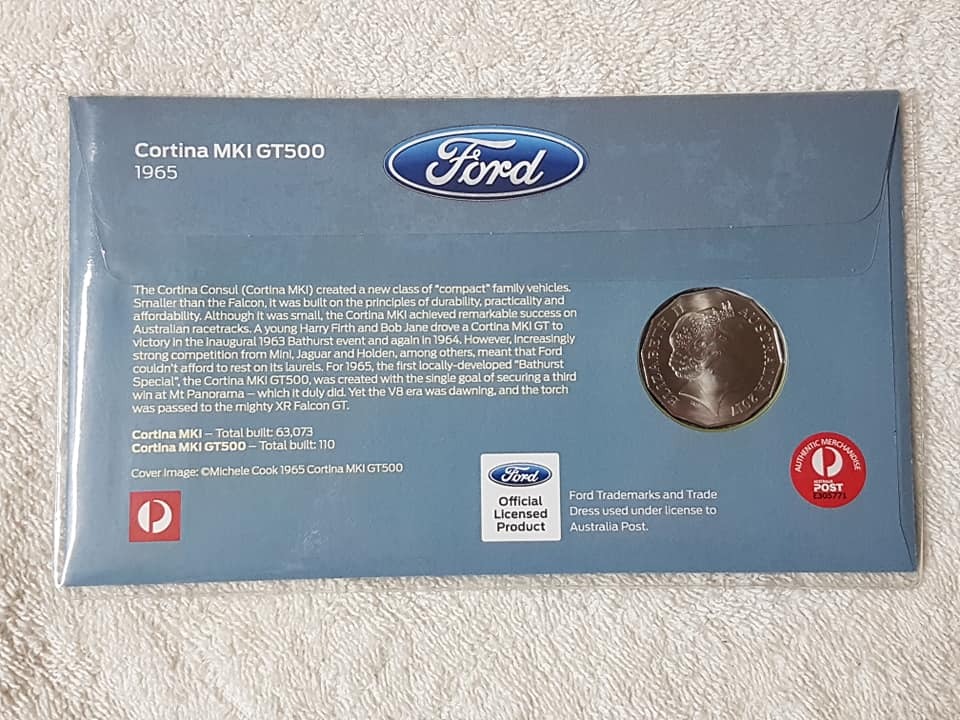 Cortina MKI GT500
1965
Ford
The Cortina Consul (Cortina MKI) created a new class of "compact" family vehicles.
Smaller than the Falcon, it was built on the principles of durability, practicality and
affordability. Although it was small, the Cortina MKI achieved remarkable success on
Australian racetracks. A young Harry Firth and Bob Jane drove a Cortina MKI GT to
victory in the inaugural 1963 Bathurst event and again in 1964. However, increasingly
strong competition from Mini, Jaguar and Holden, among others, meant that Ford
couldn't afford to rest on its laurels. For 1965, the first locally-developed "Bathurst
Special", the Cortina MKI GT500, was created with the single goal of securing a third
win at Mt Panorama – which it duly did. Yet the V8 era was dawning, and the torch
was passed to the mighty XR Falcon GT.
Cortina MKI – Total built: 63,073
Cortina MKI GT500 – Total built: 110
Cover image: ©Michele Cook 1965 Cortina MKI GT500
ELIZABETH II AUSTRALIA 2017
Ford
Official
Licensed
Product
Ford Trademarks and Trade
Dress used under license to
Australia Post.
AUTHENTIC MERCHANDISE
AUSTRALIA
POST
E305771